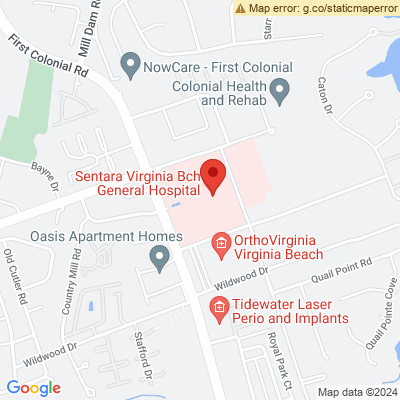 Map error: g.co/staticmaperror
Starr
Mill Dam Rd
First Colonial Rd
NowCare - First Colonial
Colonial Health
and Rehab
Caton Dr
Bayne Dr
Sentara Virginia Bch
General Hospital
OrthoVirginia
Virginia Beach
Oasis Apartment Homes
Old Cutler Rd
Country Mill Rd
Wildwood Dr
Quail Point Rd
Quail Pointe Cove
Tidewater Laser
Perio and Implants
Stafford Dr
Wildwood Dr
Royal Park Ct
Google
Map data ©2024